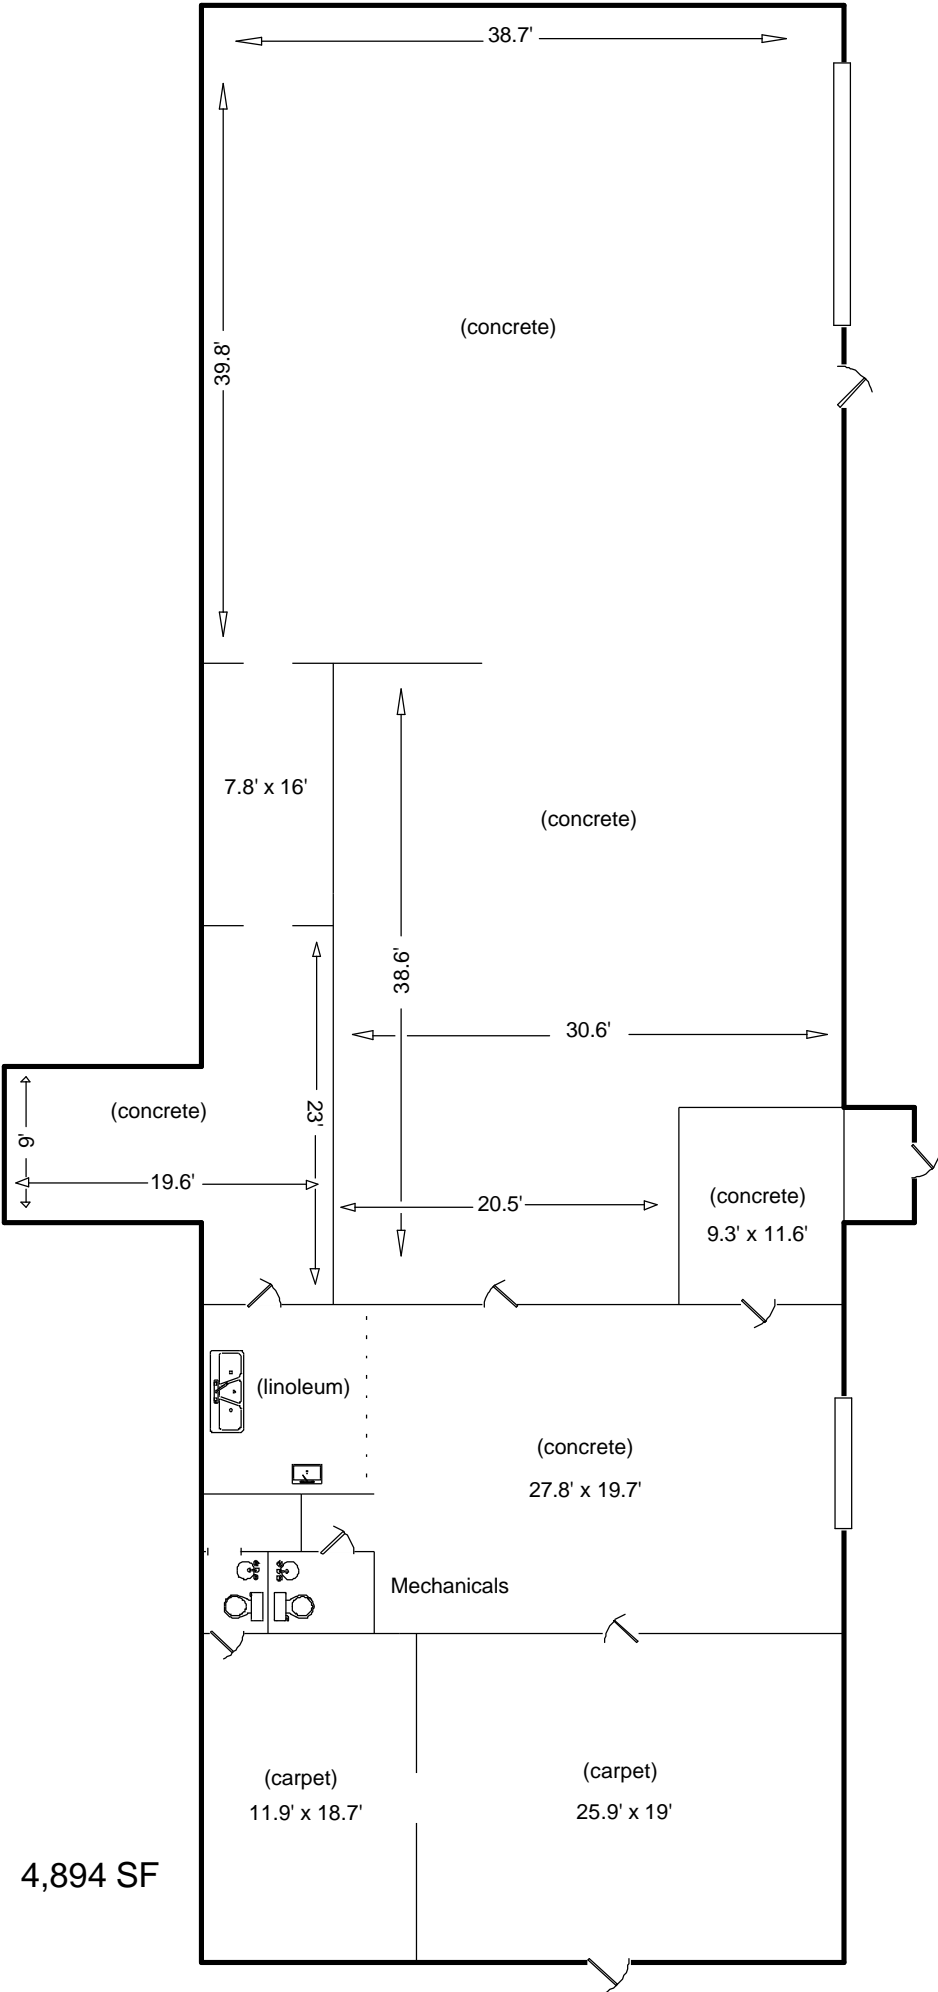 38.7'
(concrete)
39.8'
7.8' x 16'
(concrete)
38.6'
30.6'
(concrete)
23'
9'
19.6'
20.5'
(concrete)
9.3' x 11.6'
(linoleum)
(concrete)
27.8' x 19.7'
Mechanicals
(carpet)
11.9' x 18.7'
(carpet)
25.9' x 19'
4,894 SF